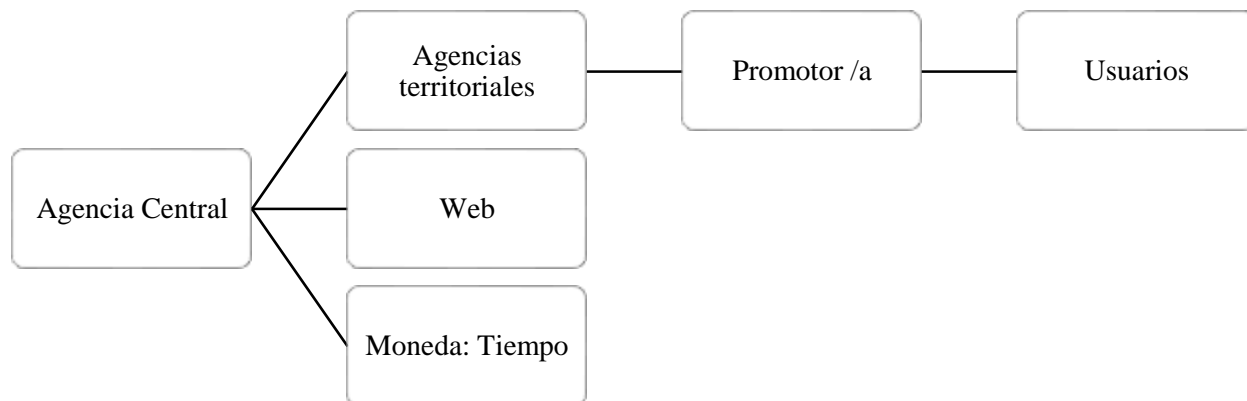 Agencias
territoriales
Promotor /a
Usuarios
Agencia Central
Web
Moneda: Tiempo